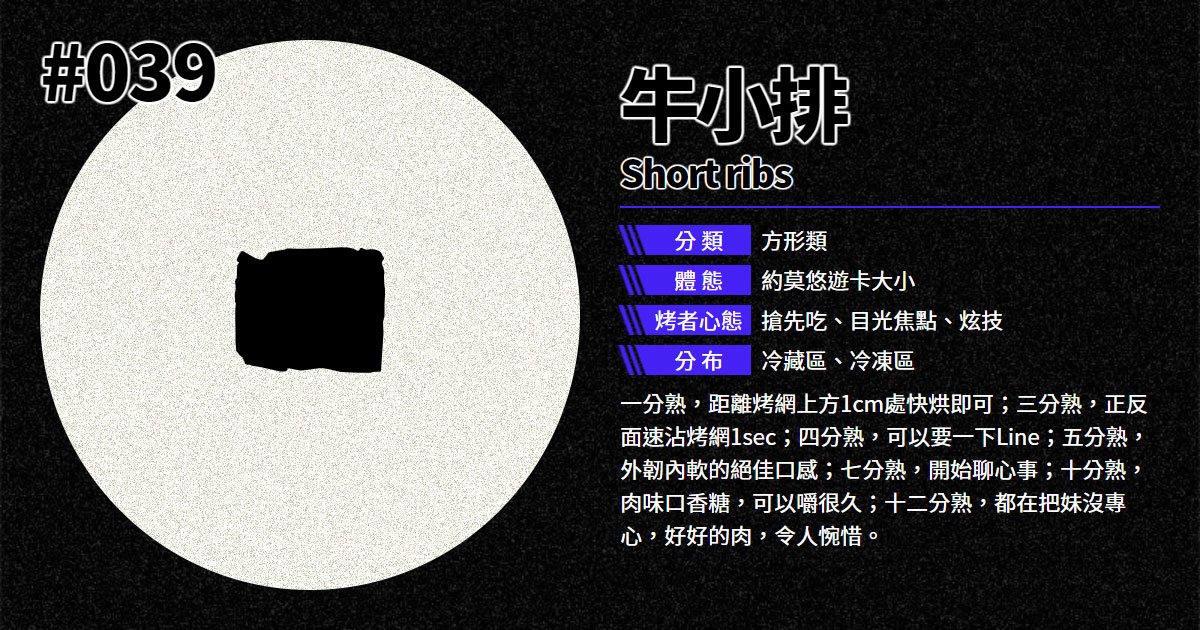 #039
牛小排
Short ribs
分類 方形類
體態 約莫悠遊卡大小
烤者心態 搶先吃、目光焦點、炫技
分布 冷藏區、冷凍區
一分熟，距離烤網上方1cm處快烘即可；三分熟，正反
面速沾烤網1sec；四分熟，可以要一下Line；五分熟，
外韌內軟的絕佳口感；七分熟，開始聊心事；十分熟，
肉味口香糖，可以嚼很久；十二分熟，都在把妹沒專
心，好好的肉，令人惋惜。